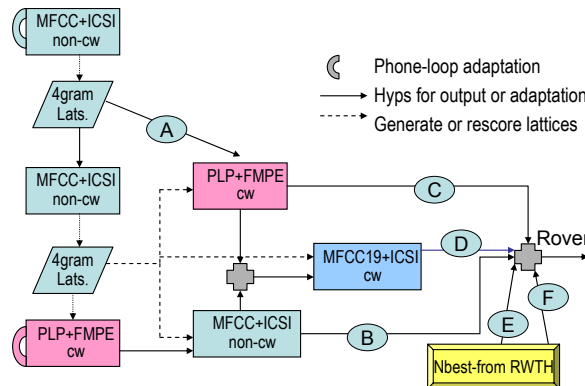 MFCC+ICSI
non-cw
4gram
Lats.
A
MFCC+ICSI
non-cw
4gram
Lats.
PLP+FMPE
cw
Phone-loop adaptation
Hyps for output or adaptation
Generate or rescore lattices
PLP+FMPE
cw
C
MFCC19+ICSI
cw
D
Rover
MFCC+ICSI
non-cw
B
E
F
Nbest-from RWTH